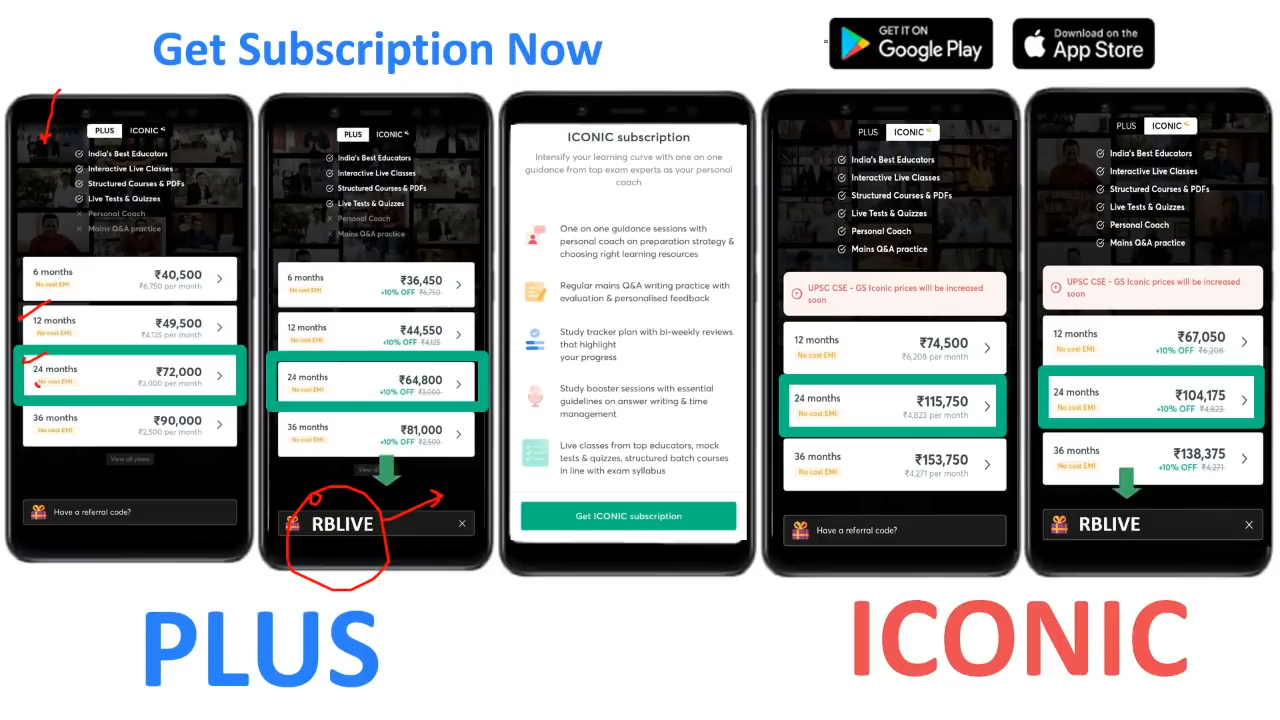 Get Subscription Now
GET IT ON
Google Play
Download on the
App Store
PLUS ICONIC
India's Best Educators
Interactive Live Classes
Structured Courses & PDFs
Live Tests & Quizzes
Personal Coach
Mains Q&A practice
6 months ₹40,500
No cost EMI ₹6,750 per month
12 months ₹49,500
No cost EMI ₹4,125 per month
24 months ₹72,000
No cost EMI ₹3,000 per month
36 months ₹90,000
No cost EMI ₹2,500 per month
View all plans
Have a referral code?
PLUS ICONIC
India's Best Educators
Interactive Live Classes
Structured Courses & PDFs
Live Tests & Quizzes
Personal Coach
Mains Q&A practice
6 months ₹36,450
No cost EMI +10% OFF ₹6,750
12 months ₹44,550
No cost EMI +10% OFF ₹4,125
24 months ₹64,800
No cost EMI +10% OFF ₹3,000
36 months ₹81,000
No cost EMI +10% OFF ₹2,500
RBLIVE
ICONIC subscription
Intensify your learning curve with one on one
guidance from top exam experts as your personal
coach
One on one guidance sessions with
personal coach on preparation strategy &
choosing right learning resources
Regular mains Q&A writing practice with
evaluation & personalised feedback
Study tracker plan with bi-weekly reviews
that highlight
your progress
Study booster sessions with essential
guidelines on answer writing & time
management
Live classes from top educators, mock
tests & quizzes, structured batch courses
in line with exam syllabus
Get ICONIC subscription
PLUS ICONIC
India's Best Educators
Interactive Live Classes
Structured Courses & PDFs
Live Tests & Quizzes
Personal Coach
Mains Q&A practice
UPSC CSE - GS Iconic prices will be increased
soon
12 months ₹74,500
No cost EMI ₹6,208 per month
24 months ₹115,750
No cost EMI ₹4,823 per month
36 months ₹153,750
No cost EMI ₹4,271 per month
Have a referral code?
PLUS ICONIC
India's Best Educators
Interactive Live Classes
Structured Courses & PDFs
Live Tests & Quizzes
Personal Coach
Mains Q&A practice
UPSC CSE - GS Iconic prices will be increased
soon
12 months ₹67,050
No cost EMI +10% OFF ₹6,208
24 months ₹104,175
No cost EMI +10% OFF ₹4,823
36 months ₹138,375
No cost EMI +10% OFF ₹4,271
RBLIVE
PLUS
ICONIC